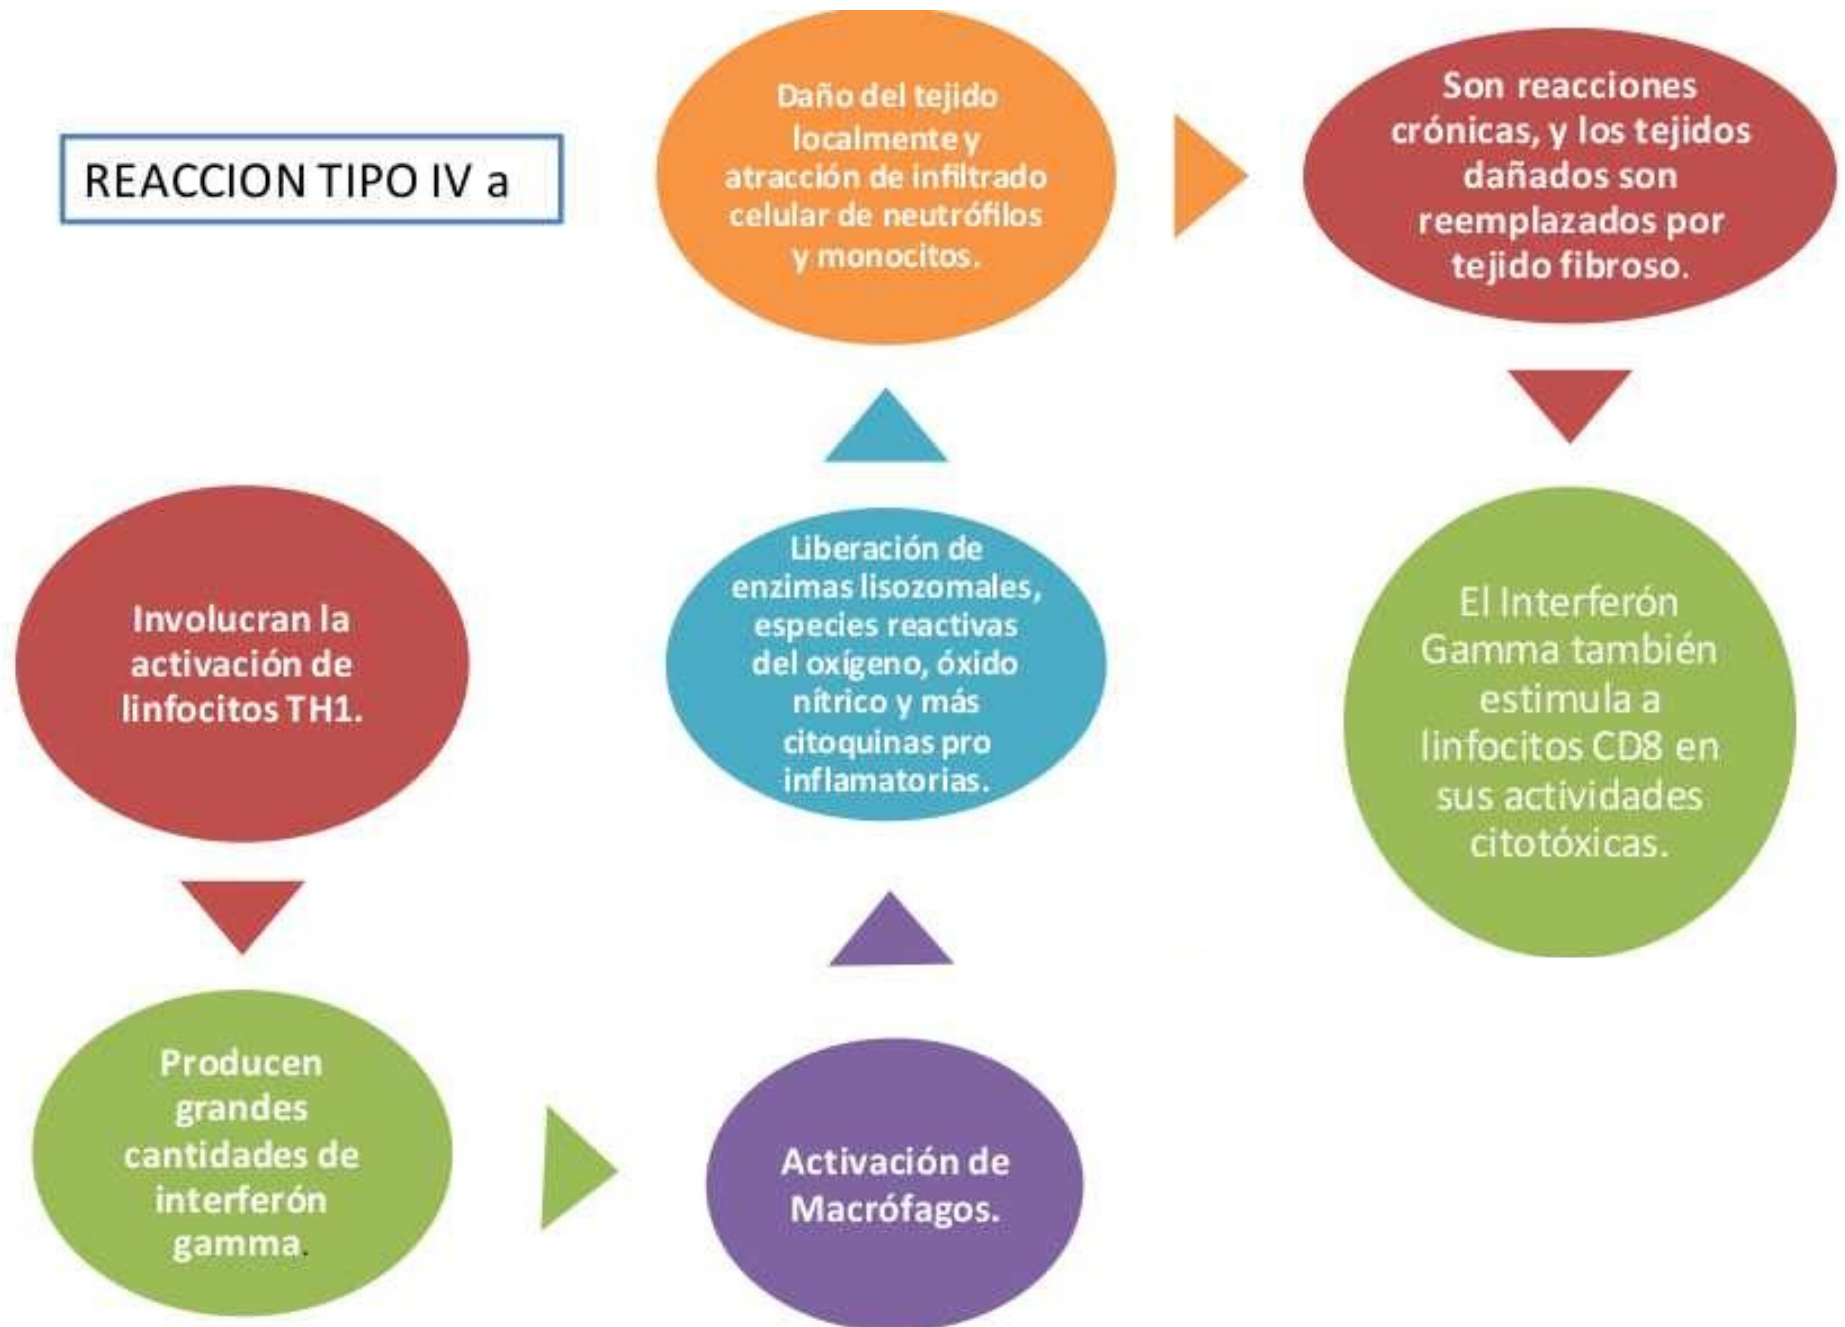 REACCION TIPO IV a
Involucran la
activación de
linfocitos TH1.
Producen
grandes
cantidades de
interferón
gamma.
Activación de
Macrófagos.
Liberación de
enzimas lisozomales,
especies reactivas
del oxígeno, óxido
nítrico y más
citoquinas pro
inflamatorias.
Daño del tejido
localmente y
atracción de infiltrado
celular de neutrófilos
y monocitos.
Son reacciones
crónicas, y los tejidos
dañados son
reemplazados por
tejido fibroso.
El Interferón
Gamma también
estimula a
linfocitos CD8 en
sus actividades
citotóxicas.